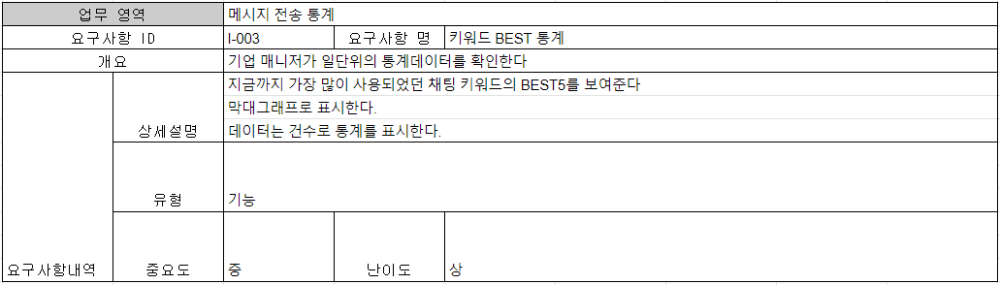 업무 영역 메시지 전송 통계
요구사항 ID I-003 요구사항 명 키워드 BEST 통계
개요 기업 매니저가 일단위의 통계데이터를 확인한다
지금까지 가장 많이 사용되었던 채팅 키워드의 BEST5를 보여준다
막대그래프로 표시한다.
상세설명 데이터는 건수로 통계를 표시한다.
유형 기능
요구사항내역 중요도 중 난이도 상